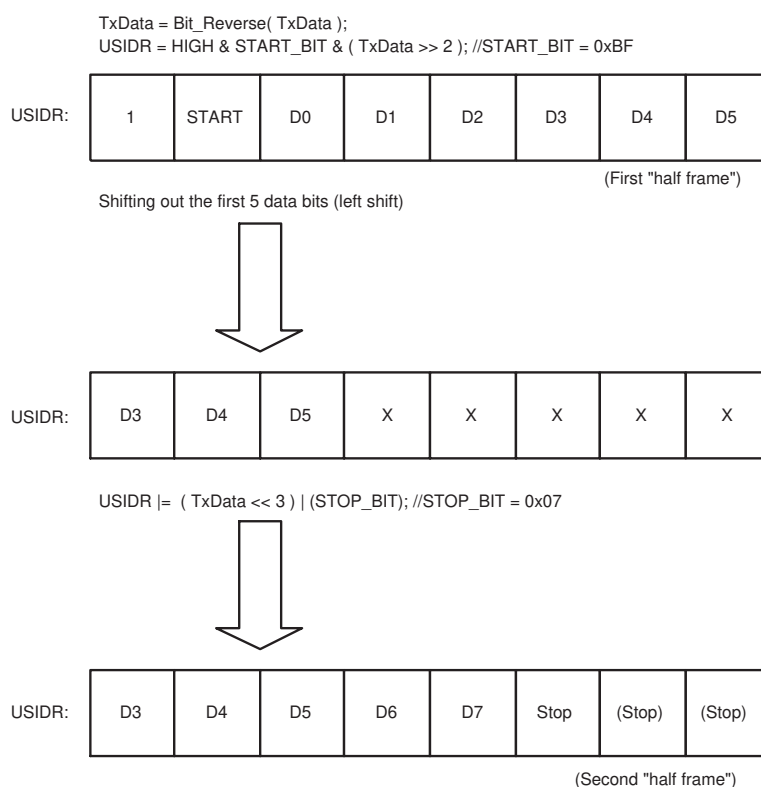 TxData = Bit_Reverse( TxData );
USIDR = HIGH & START_BIT & ( TxData >> 2 ); //START_BIT = 0xBF
USIDR: 1 START D0 D1 D2 D3 D4 D5
(First "half frame")
Shifting out the first 5 data bits (left shift)
USIDR: D3 D4 D5 X X X X X
USIDR |= ( TxData << 3 ) | (STOP_BIT); //STOP_BIT = 0x07
USIDR: D3 D4 D5 D6 D7 Stop (Stop) (Stop)
(Second "half frame")